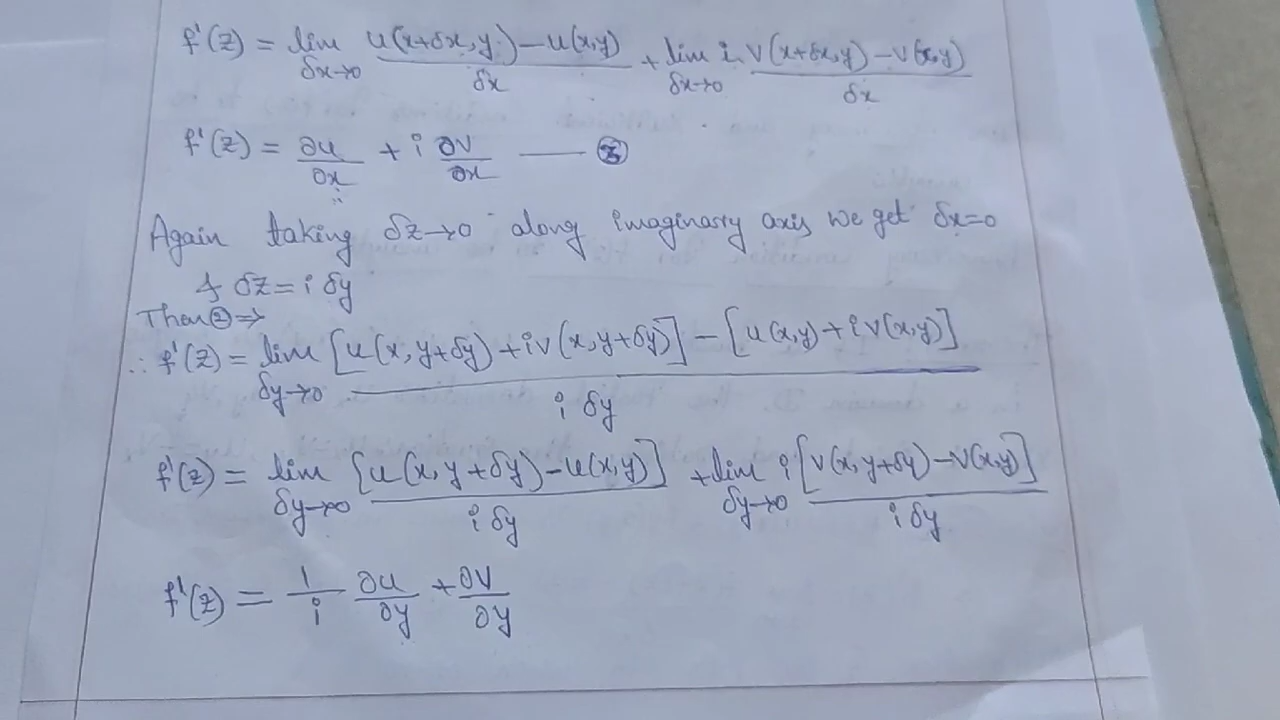 f'(z) = lim δx→0 u(x+δx, y) − u(x,y) / δx + lim δx→0 i v(x+δx, y) − v(x,y) / δx
f'(z) = ∂u/∂x + i ∂v/∂x —— ③
Again taking δz→0 along imaginary axis we get δx=0
& δz = i δy
Then ② ⇒
∴ f'(z) = lim δy→0 [u(x, y+δy) + iv(x, y+δy)] − [u(x,y) + iv(x,y)] / i δy
f'(z) = lim δy→0 [u(x, y+δy) − u(x,y)] / i δy + lim δy→0 i[v(x, y+δy) − v(x,y)] / i δy
f'(z) = 1/i ∂u/∂y + ∂v/∂y